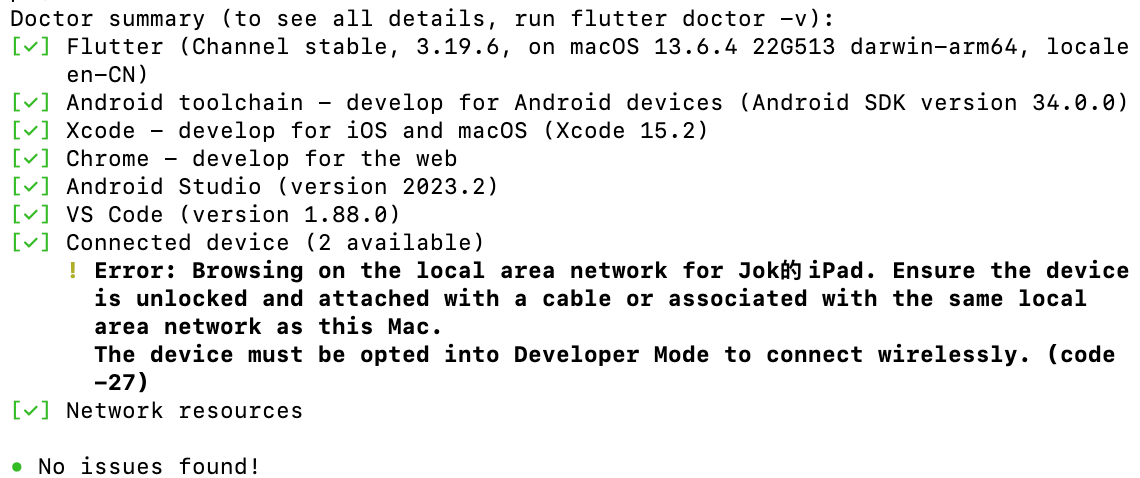 Doctor summary (to see all details, run flutter doctor -v):
[✓] Flutter (Channel stable, 3.19.6, on macOS 13.6.4 22G513 darwin-arm64, locale
en-CN)
[✓] Android toolchain - develop for Android devices (Android SDK version 34.0.0)
[✓] Xcode - develop for iOS and macOS (Xcode 15.2)
[✓] Chrome - develop for the web
[✓] Android Studio (version 2023.2)
[✓] VS Code (version 1.88.0)
[✓] Connected device (2 available)
! Error: Browsing on the local area network for Jok的 iPad. Ensure the device
is unlocked and attached with a cable or associated with the same local
area network as this Mac.
The device must be opted into Developer Mode to connect wirelessly. (code
-27)
[✓] Network resources
• No issues found!